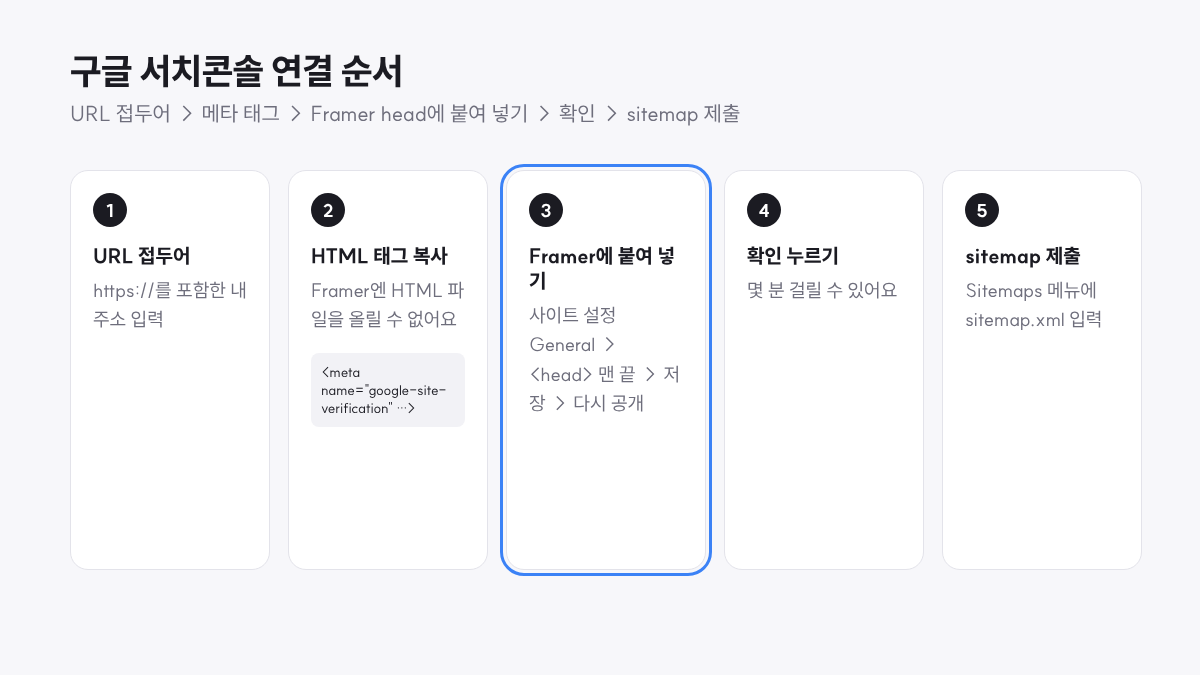 구글 서치콘솔 연결 순서
URL 접두어 > 메타 태그 > Framer head에 붙여 넣기 > 확인 > sitemap 제출
1
URL 접두어
https://를 포함한 내
주소 입력
2
HTML 태그 복사
Framer엔 HTML 파
일을 올릴 수 없어요
<meta
name="google-site-
verification" …>
3
Framer에 붙여 넣
기
사이트 설정
General >
<head> 맨 끝 > 저
장 > 다시 공개
4
확인 누르기
몇 분 걸릴 수 있어요
5
sitemap 제출
Sitemaps 메뉴에
sitemap.xml 입력